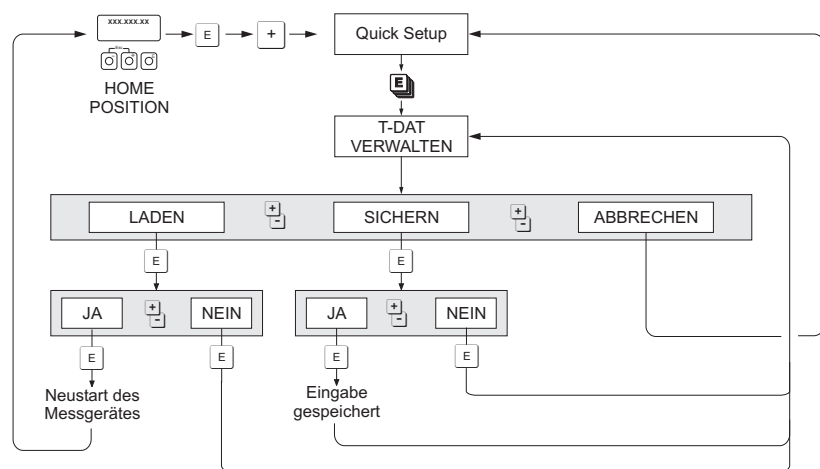 xxx.xxx.xx
Esc
E
+
Quick Setup
HOME
POSITION
E
T-DAT
VERWALTEN
LADEN
+
-
SICHERN
+
-
ABBRECHEN
E
E
JA
+
-
NEIN
JA
+
-
NEIN
E
E
E
E
Neustart des
Messgerätes
Eingabe
gespeichert